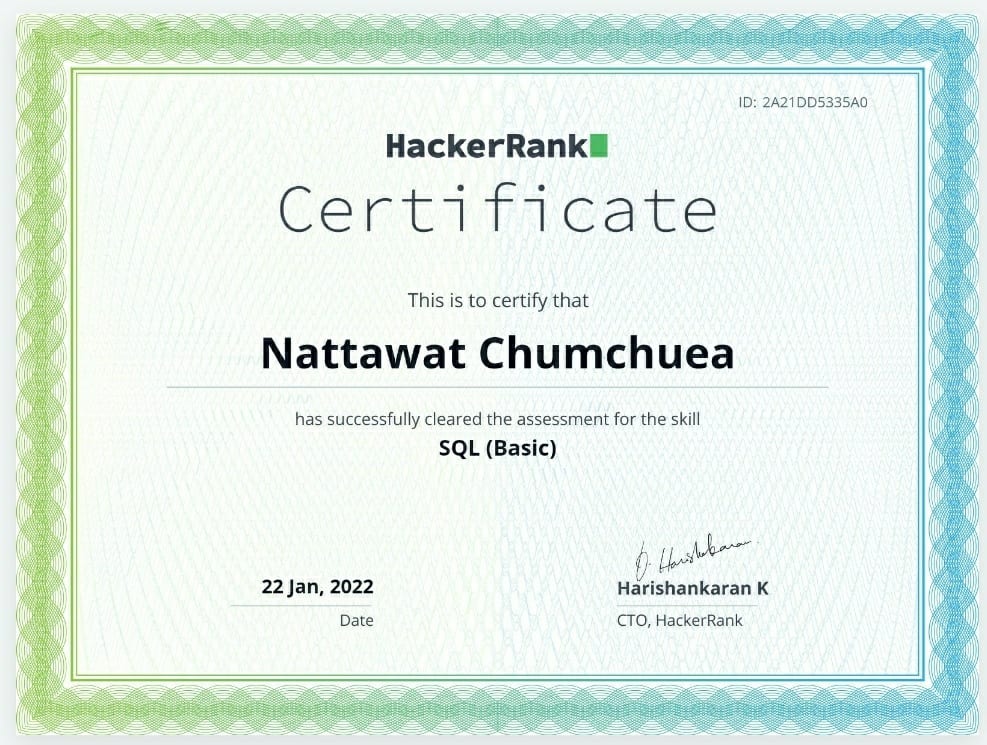 ID: 2A21DD5335A0
HackerRank
Certificate
This is to certify that
Nattawat Chumchuea
has successfully cleared the assessment for the skill
SQL (Basic)
22 Jan, 2022
Date
Harishankaran K
CTO, HackerRank